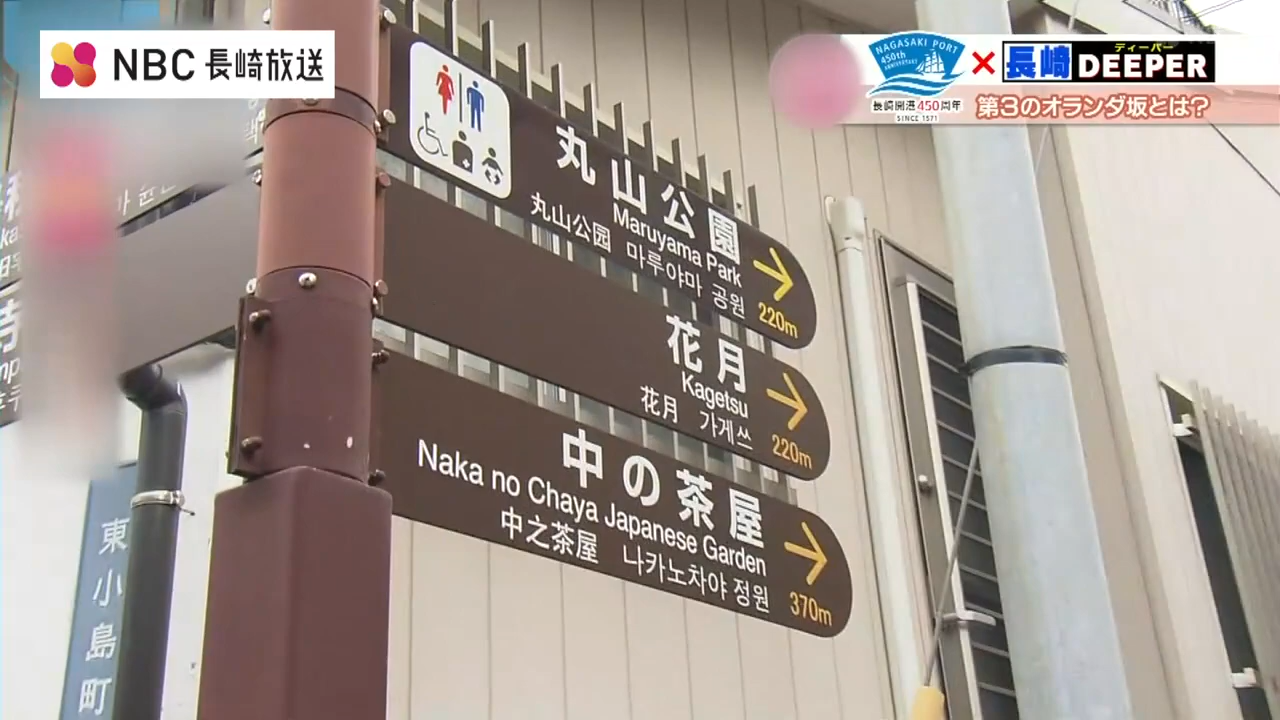 NBC 長崎放送
NAGASAKI PORT
450th
ANNIVERSARY
長崎開港450周年
SINCE 1571
×
長崎
ディーパー
DEEPER
第3のオランダ坂とは?
丸山公園
Maruyama Park
丸山公园 마루야마 공원
220m
花月
Kagetsu
花月 가게쓰
220m
中の茶屋
Naka no Chaya Japanese Garden
中之茶屋 나카노차야 정원
370m
東小島町